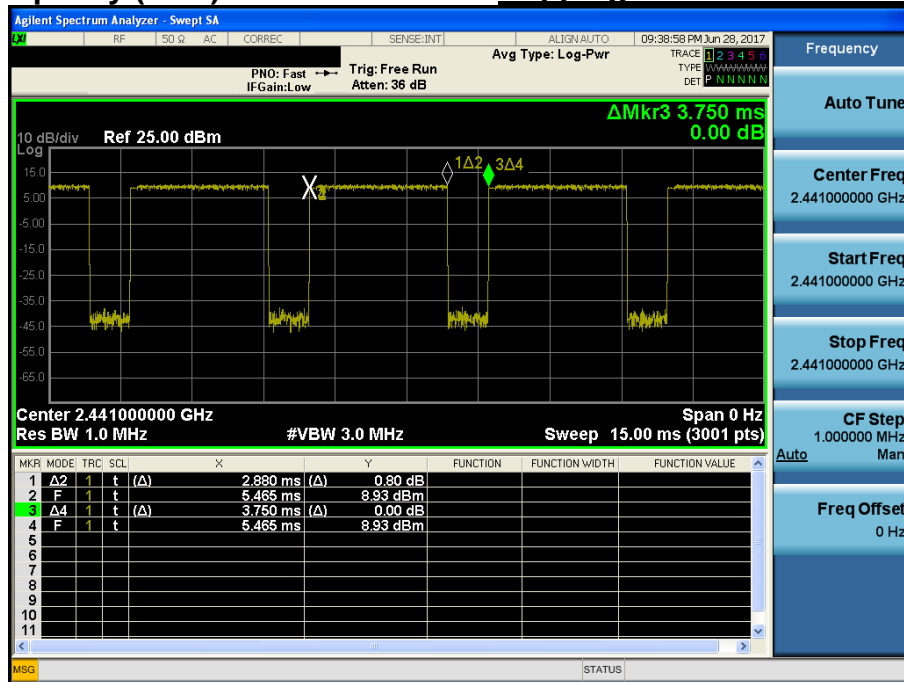 Agilent Spectrum Analyzer - Swept SA
LXI RF 50 Ω AC CORREC SENSE:INT ALIGN AUTO 09:38:58 PM Jun 28, 2017
Avg Type: Log-Pwr TRACE 1 2 3 4 5 6
PNO: Fast Trig: Free Run TYPE WWWWWW
IFGain:Low Atten: 36 dB DET P N N N N N
Frequency
Auto Tune
ΔMkr3 3.750 ms
10 dB/div Ref 25.00 dBm 0.00 dB
Log
15.0
5.00
-5.00
-15.0
-25.0
-35.0
-45.0
-55.0
-65.0
1Δ2 3Δ4
Center Freq
2.441000000 GHz
Start Freq
2.441000000 GHz
Stop Freq
2.441000000 GHz
CF Step
1.000000 MHz
Auto Man
Freq Offset
0 Hz
Center 2.441000000 GHz Span 0 Hz
Res BW 1.0 MHz #VBW 3.0 MHz Sweep 15.00 ms (3001 pts)
MKR MODE TRC SCL X Y FUNCTION FUNCTION WIDTH FUNCTION VALUE
1 Δ2 1 t (Δ) 2.880 ms (Δ) 0.80 dB
2 F 1 t 5.465 ms 8.93 dBm
3 Δ4 1 t (Δ) 3.750 ms (Δ) 0.00 dB
4 F 1 t 5.465 ms 8.93 dBm
5
6
7
8
9
10
11
MSG STATUS